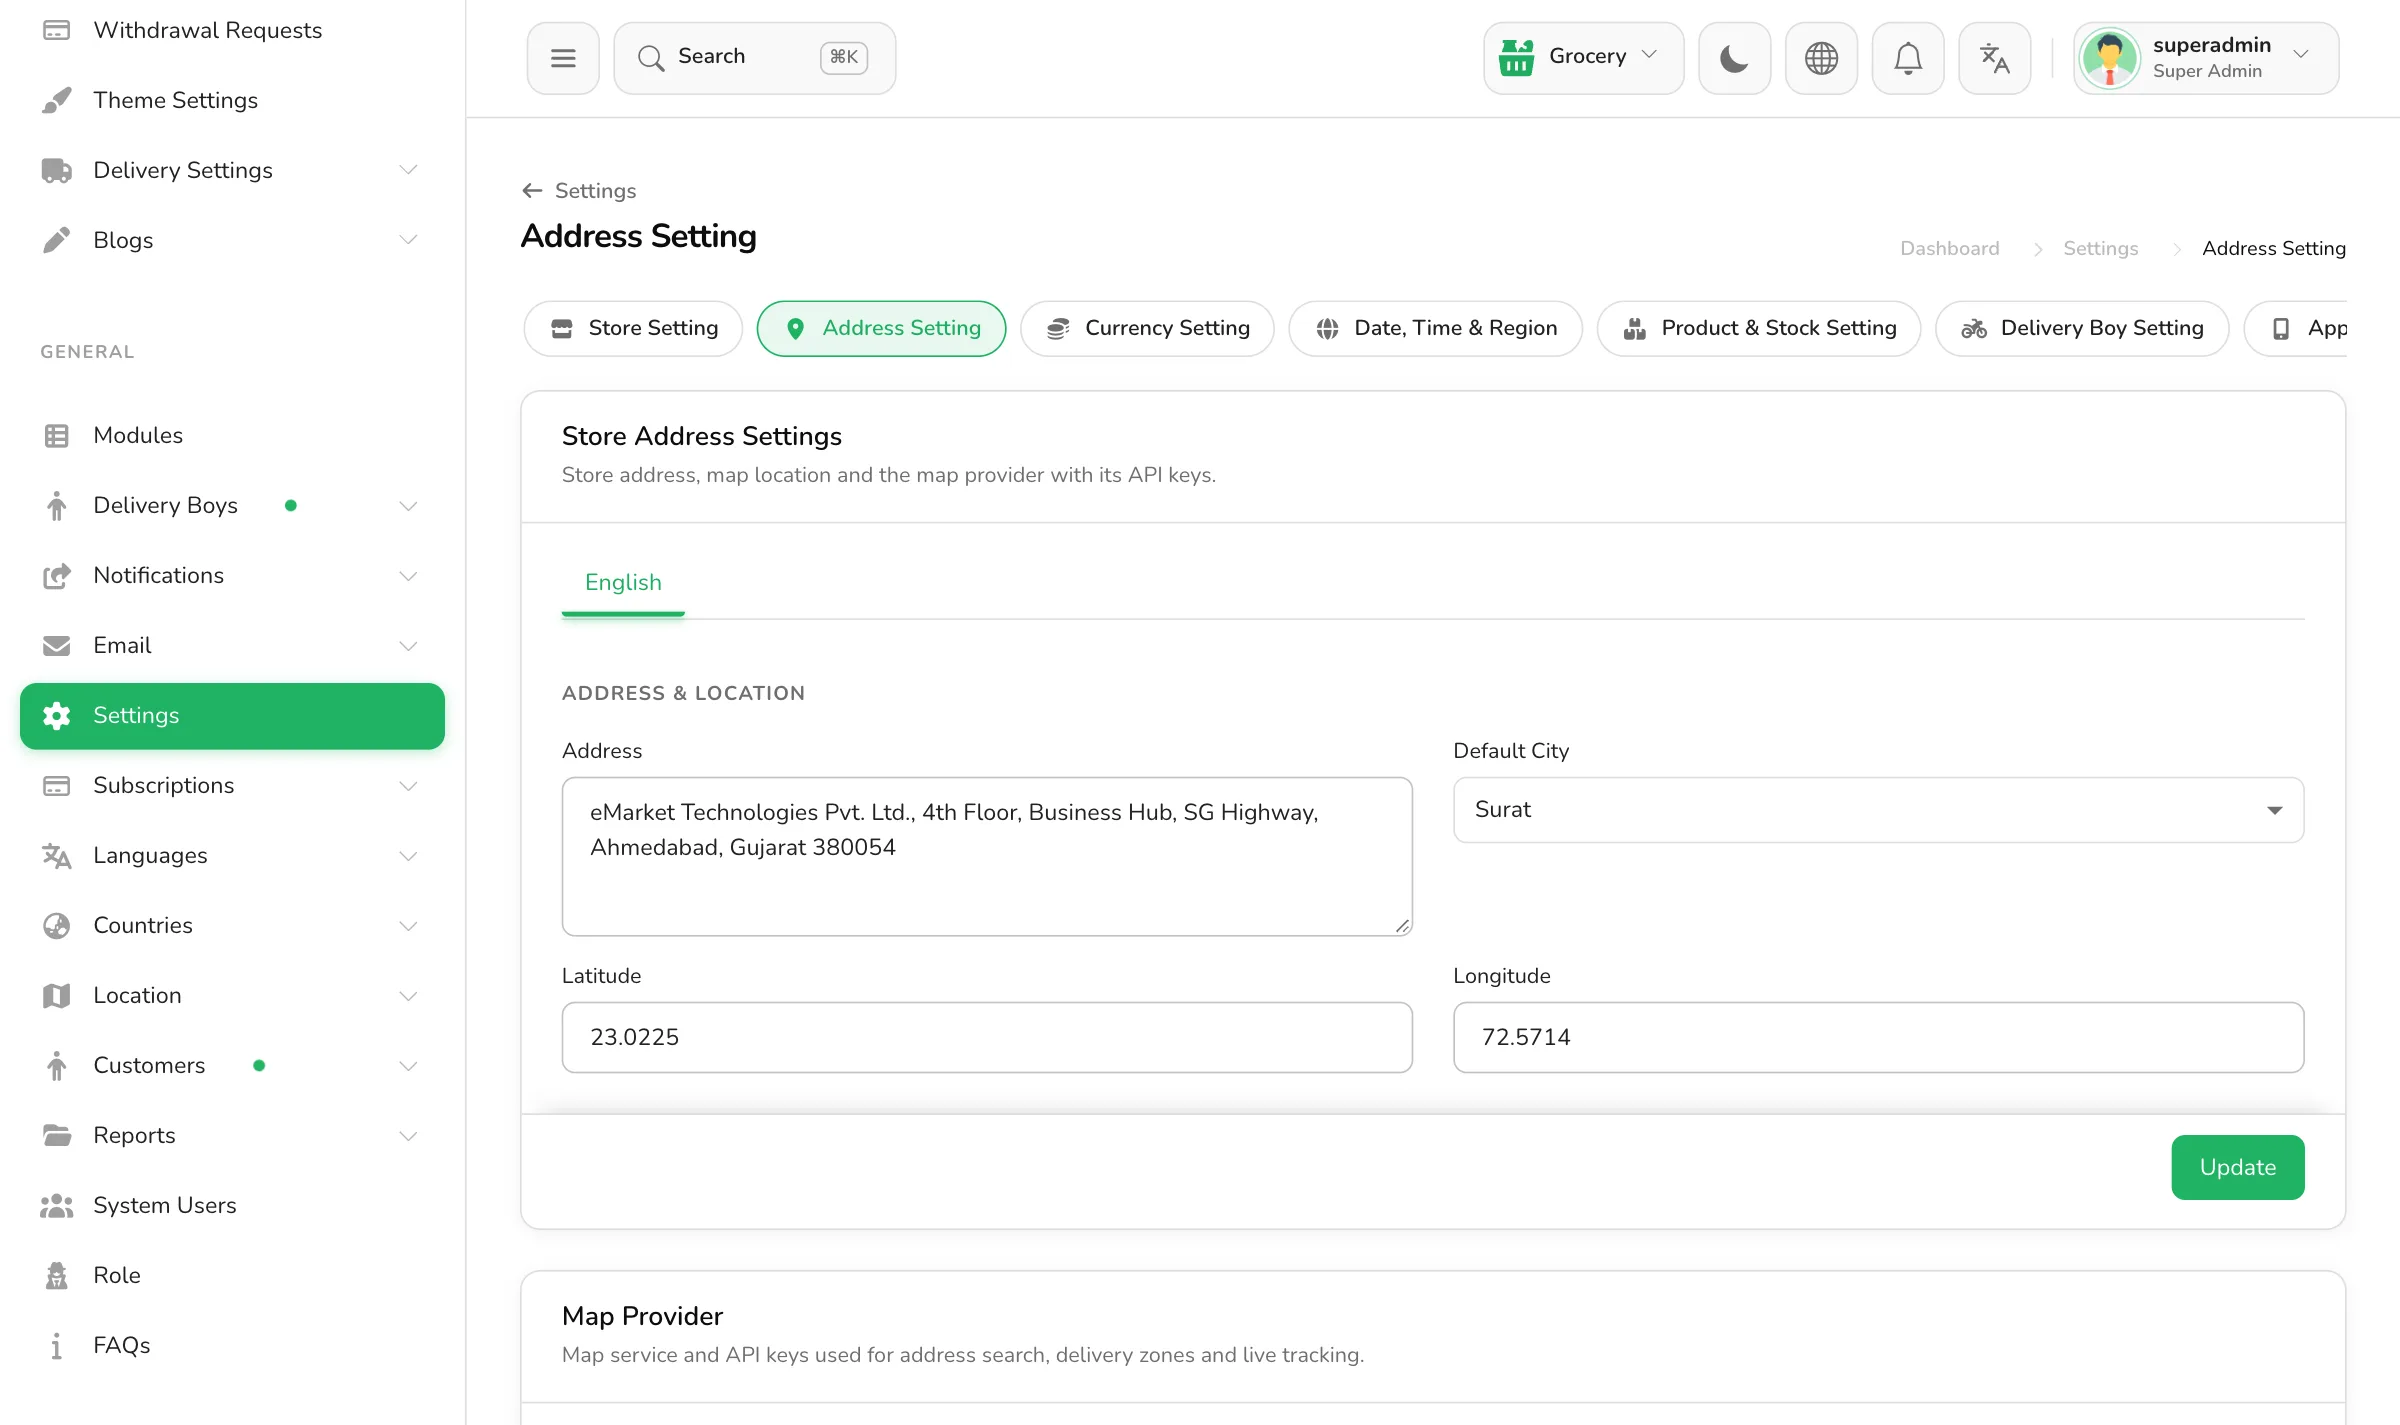 Withdrawal Requests
Theme Settings
Delivery Settings
Blogs
GENERAL
Modules
Delivery Boys
Notifications
Email
Settings
Subscriptions
Languages
Countries
Location
Customers
Reports
System Users
Role
FAQs
Search ⌘K
Grocery
superadmin
Super Admin
Settings
Address Setting
Dashboard Settings Address Setting
Store Setting Address Setting Currency Setting Date, Time & Region Product & Stock Setting Delivery Boy Setting App
Store Address Settings
Store address, map location and the map provider with its API keys.
English
ADDRESS & LOCATION
Address
eMarket Technologies Pvt. Ltd., 4th Floor, Business Hub, SG Highway,
Ahmedabad, Gujarat 380054
Default City
Surat
Latitude
23.0225
Longitude
72.5714
Update
Map Provider
Map service and API keys used for address search, delivery zones and live tracking.